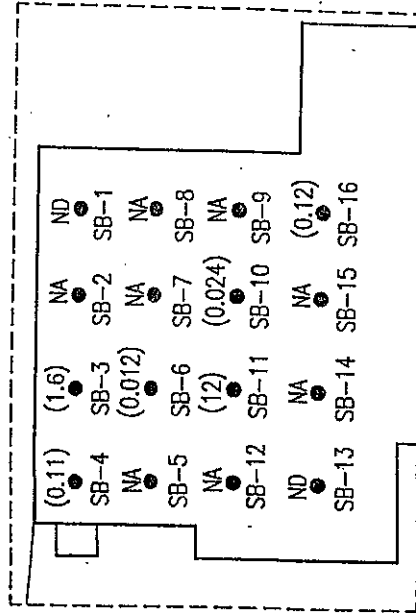 (0.11)
SB-4
(1.6)
SB-3
NA
SB-2
ND
SB-1
NA
SB-5
(0.012)
SB-6
NA
SB-7
NA
SB-8
NA
SB-12
(12)
SB-11
(0.024)
SB-10
NA
SB-9
ND
SB-13
NA
SB-14
NA
SB-15
(0.12)
SB-16